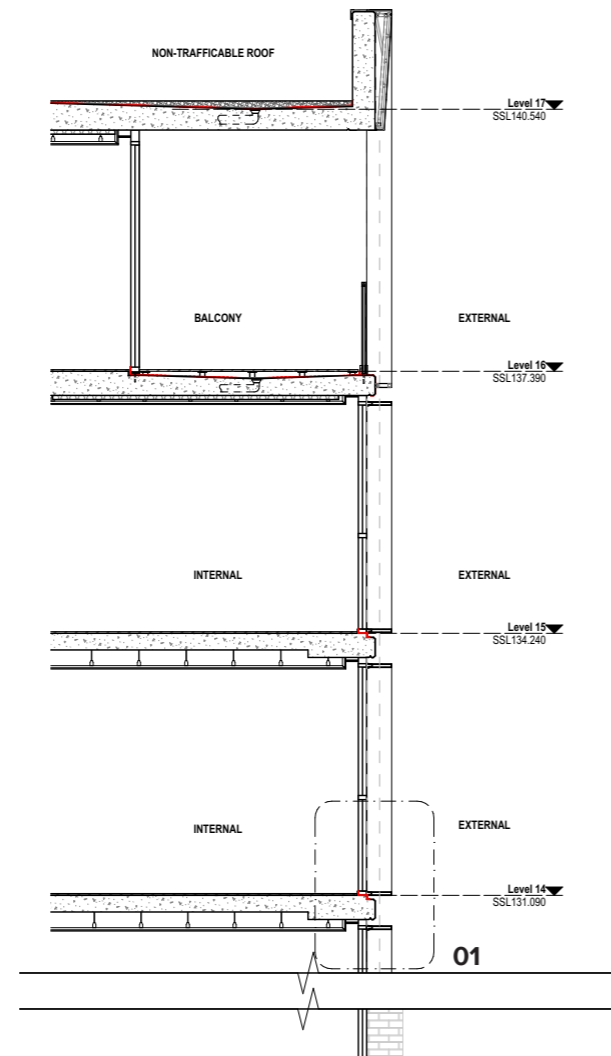 NON-TRAFFICABLE ROOF
Level 17
SSL140.540
BALCONY
EXTERNAL
Level 16
SSL137.390
INTERNAL
EXTERNAL
Level 15
SSL134.240
INTERNAL
EXTERNAL
Level 14
SSL131.090
01